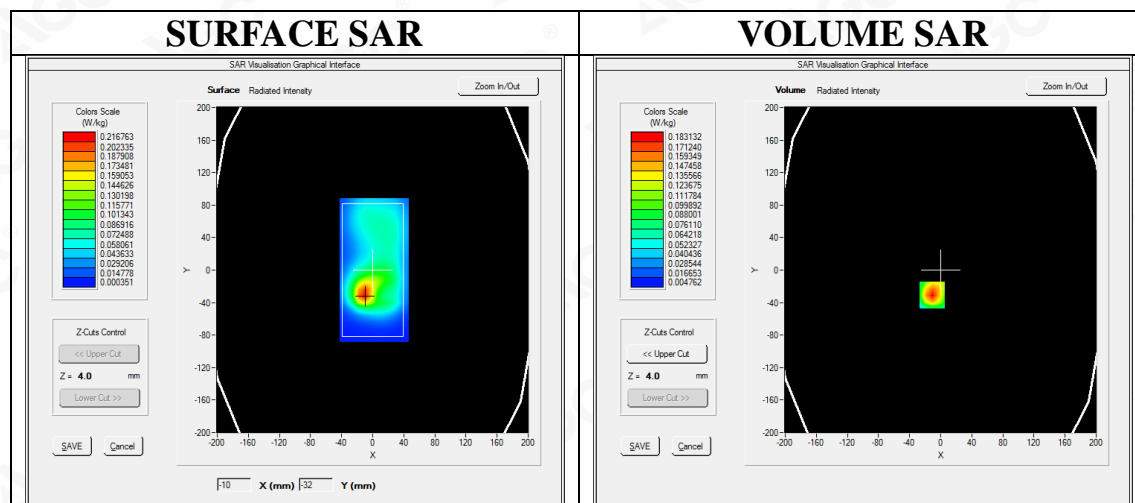 SURFACE SAR
VOLUME SAR
SAR Visualisation Graphical Interface
Surface Radiated Intensity
Zoom In/Out
Colors Scale
(W/kg)
0.216763
0.202335
0.187908
0.173481
0.159053
0.144626
0.130198
0.115771
0.101343
0.086916
0.072488
0.058061
0.043633
0.029206
0.014778
0.000351
200-
160-
120-
80-
40-
0-
-40-
-80-
-120-
-160-
-200-
Y
-200 -160 -120 -80 -40 0 40 80 120 160 200
X
Z-Cuts Control
<< Upper Cut
Z = 4.0 mm
Lower Cut >>
SAVE Cancel
-10 X (mm) -32 Y (mm)
SAR Visualisation Graphical Interface
Volume Radiated Intensity
Zoom In/Out
Colors Scale
(W/kg)
0.183132
0.171240
0.159349
0.147458
0.135566
0.123675
0.111784
0.099892
0.088001
0.076110
0.064218
0.052327
0.040436
0.028544
0.016653
0.004762
200-
160-
120-
80-
40-
0-
-40-
-80-
-120-
-160-
-200-
Y
-200 -160 -120 -80 -40 0 40 80 120 160 200
X
Z-Cuts Control
<< Upper Cut
Z = 4.0 mm
Lower Cut >>
SAVE Cancel